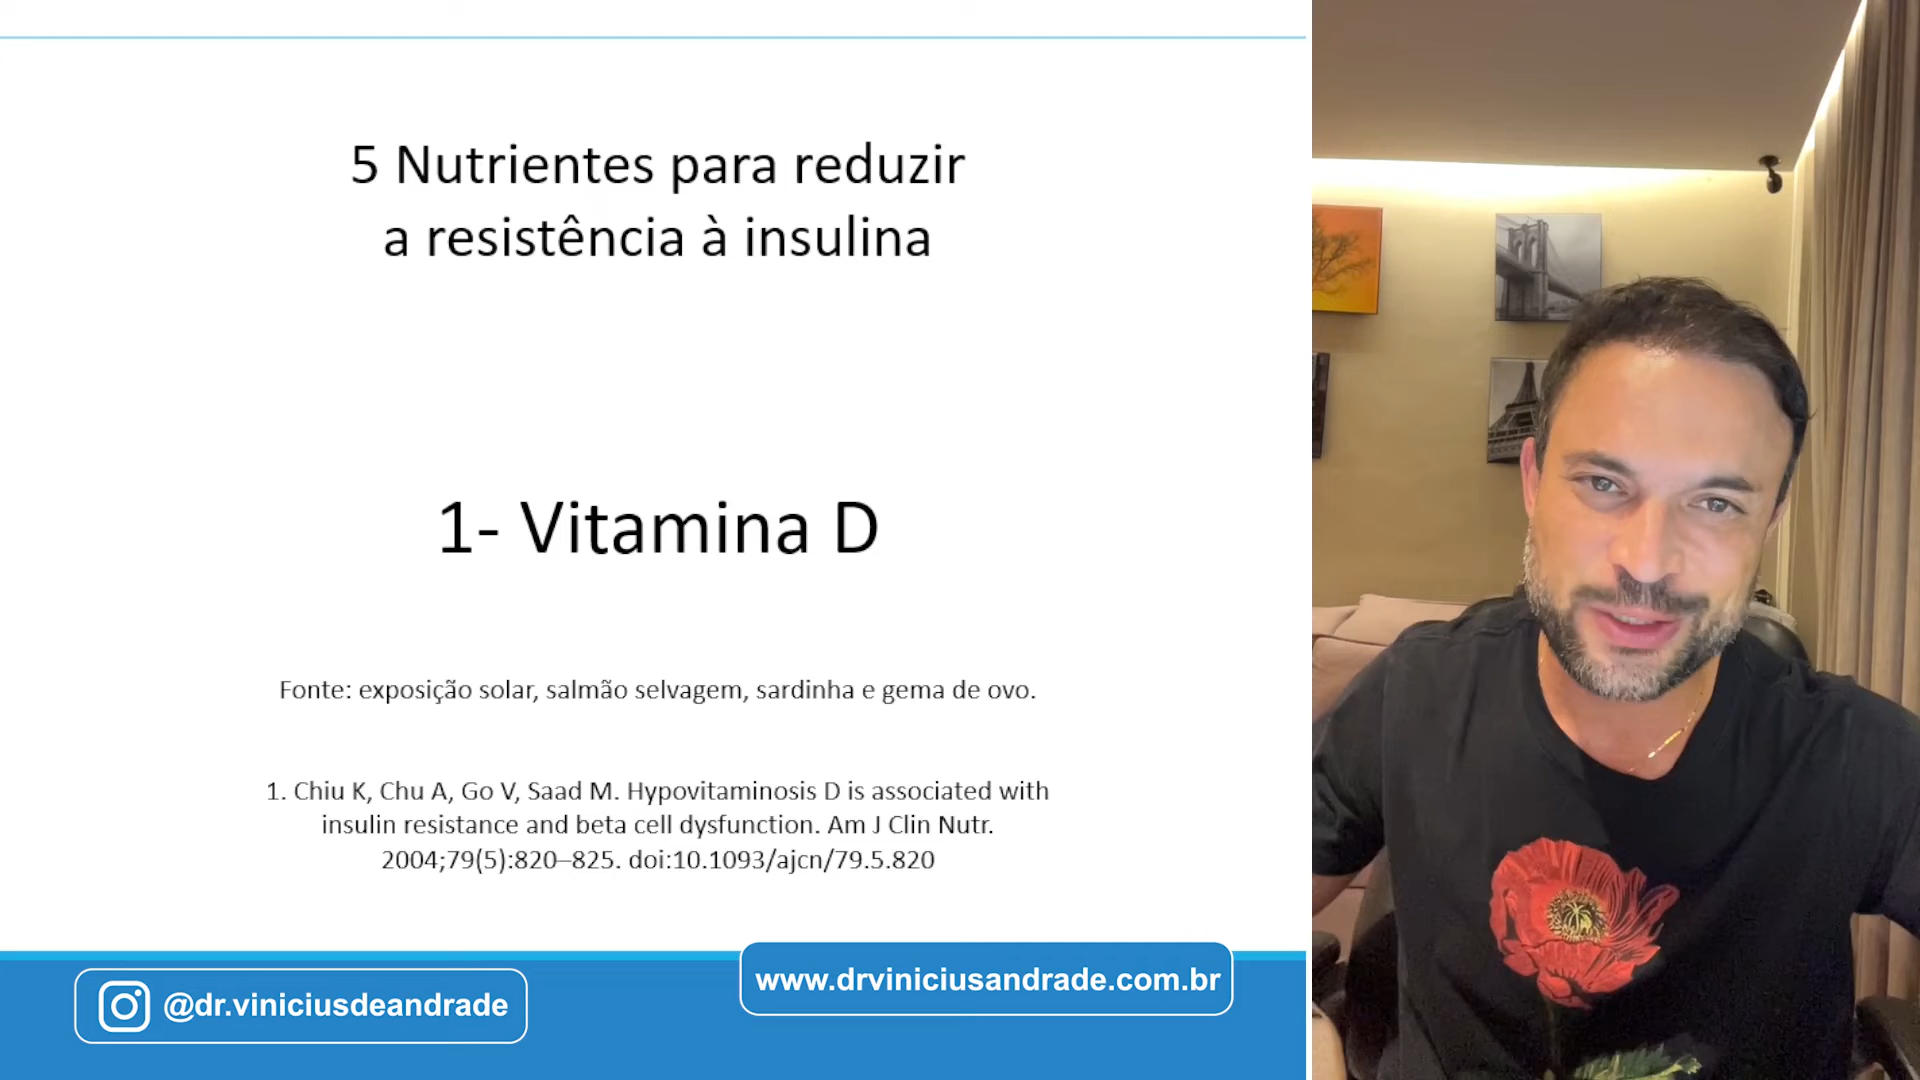 5 Nutrientes para reduzir
a resistência à insulina
1- Vitamina D
Fonte: exposição solar, salmão selvagem, sardinha e gema de ovo.
1. Chiu K, Chu A, Go V, Saad M. Hypovitaminosis D is associated with
insulin resistance and beta cell dysfunction. Am J Clin Nutr.
2004;79(5):820–825. doi:10.1093/ajcn/79.5.820
@dr.viniciusdeandrade
www.drviniciusandrade.com.br